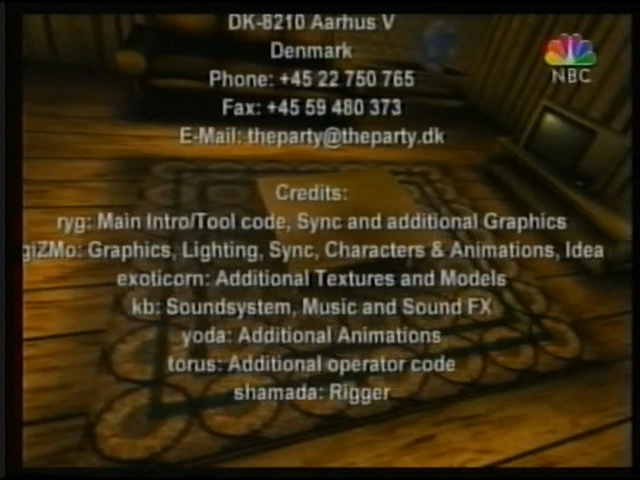 DK-8210 Aarhus V
NBC
Denmark
Phone: +45 22 750 765
Fax: +45 59 480 373
E-Mail: theparty@theparty.dk
Credits:
ryg: Main Intro/Tool code, Sync and additional Graphics
giZMo: Graphics, Lighting, Sync, Characters & Animations, Idea
exoticorn: Additional Textures and Models
kb: Soundsystem, Music and Sound FX
yoda: Additional Animations
torus: Additional operator code
shamada: Rigger